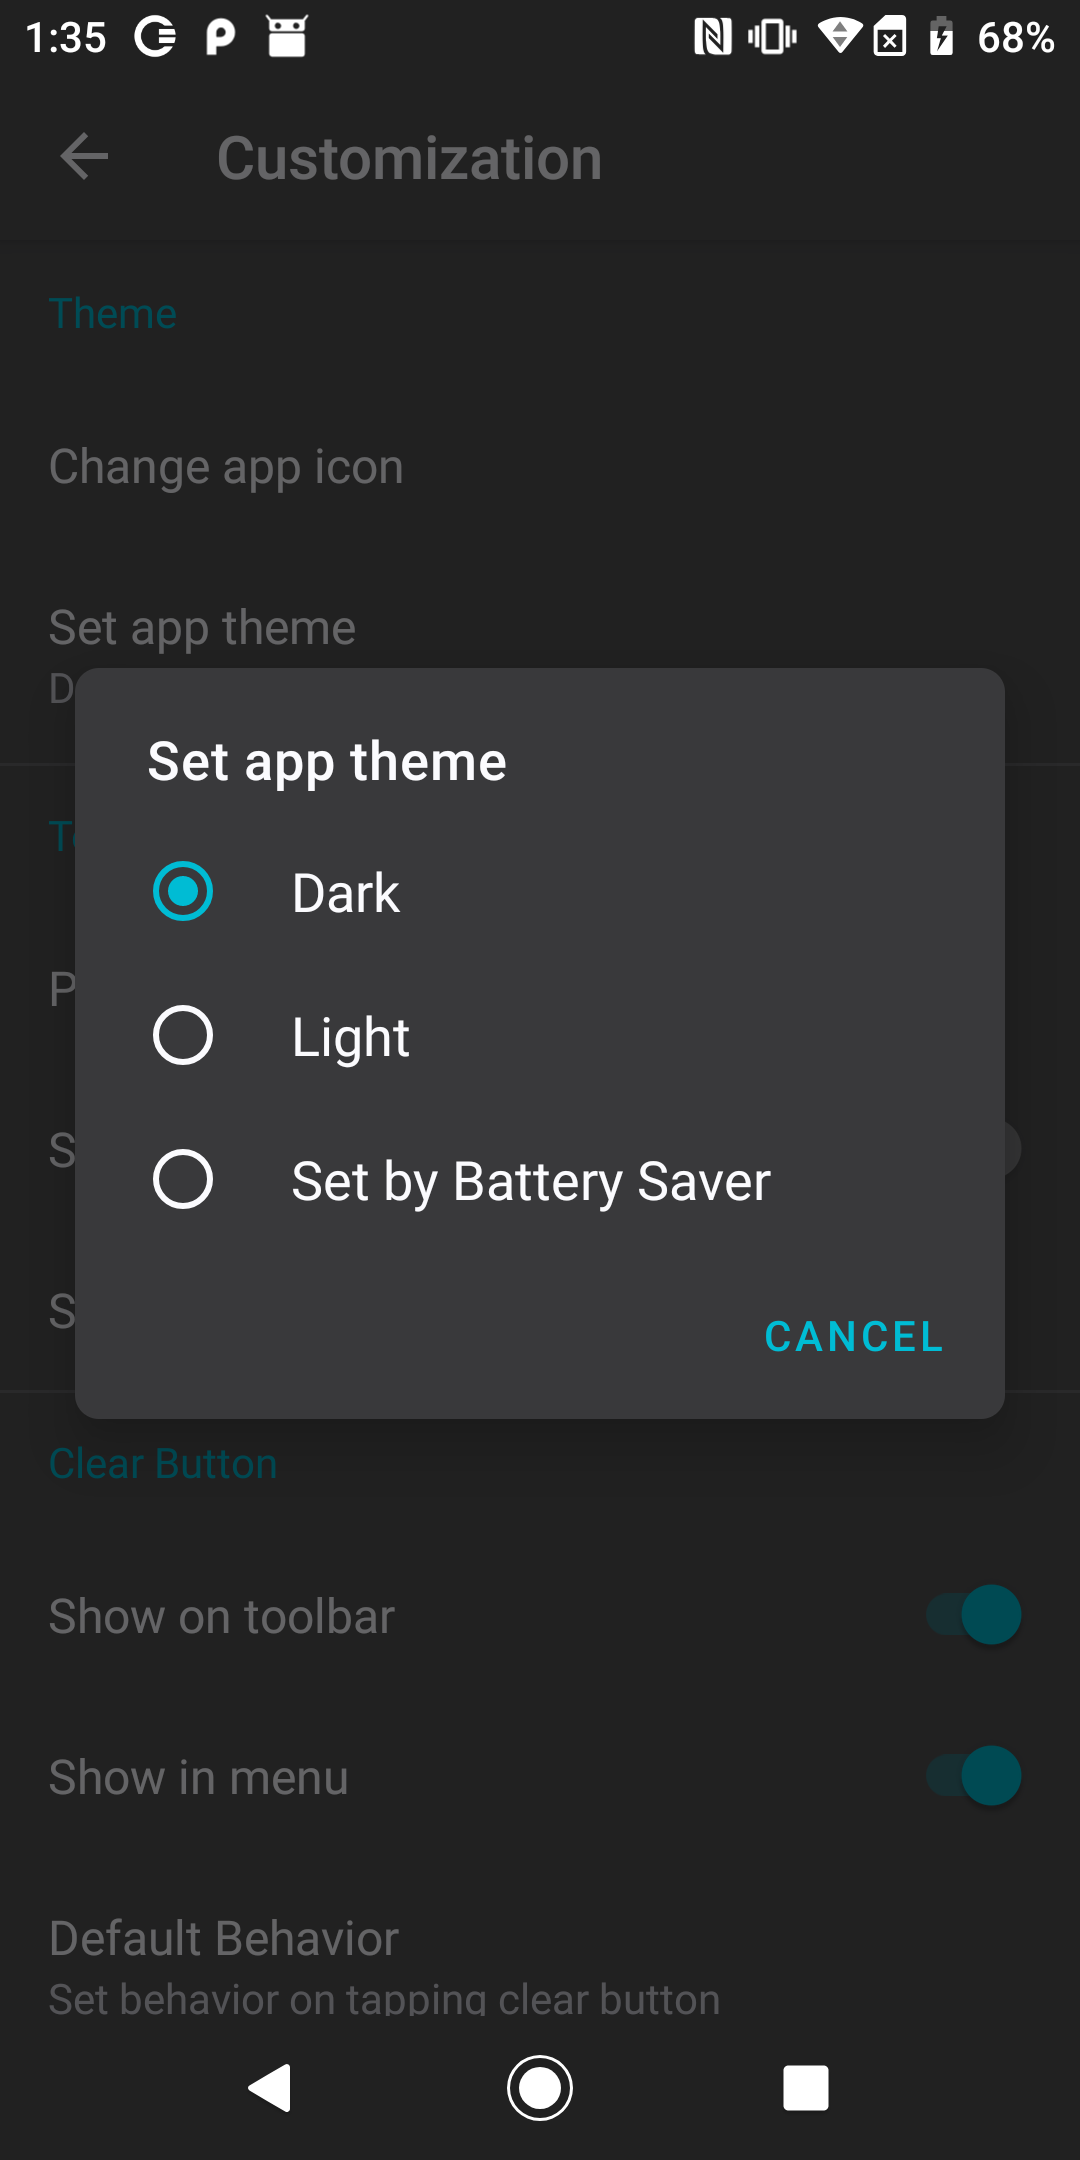 1:35
68%
Customization
Theme
Change app icon
Set app theme
Set app theme
Dark
Light
Set by Battery Saver
CANCEL
Clear Button
Show on toolbar
Show in menu
Default Behavior
Set behavior on tapping clear button